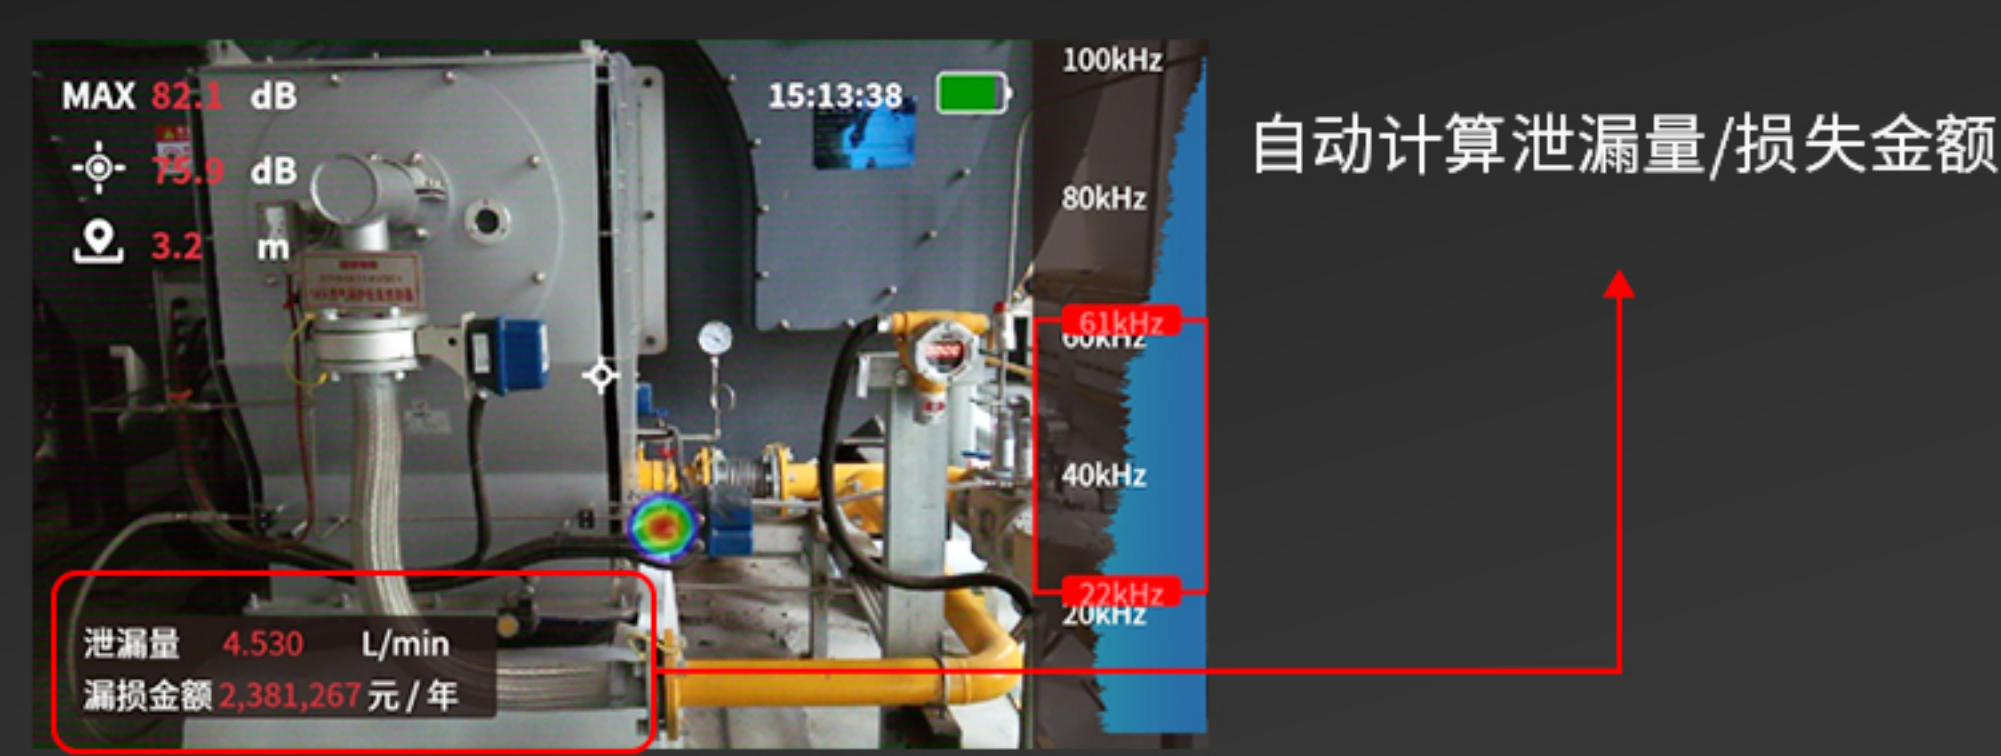 MAX 82.1 dB
75.9 dB
3.2 m
15:13:38
100kHz
80kHz
61kHz
60kHz
40kHz
22kHz
20kHz
自动计算泄漏量/损失金额
泄漏量 4.530 L/min
漏损金额 2,381,267 元/年